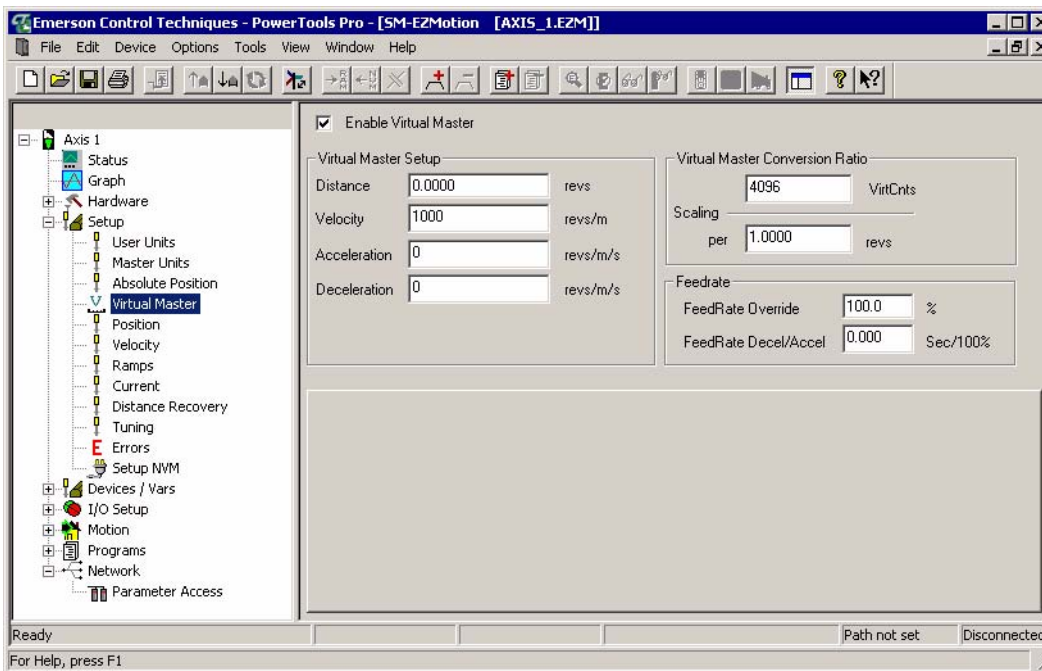 Emerson Control Techniques - PowerTools Pro - [SM-EZMotion [AXIS_1.EZM]]
File Edit Device Options Tools View Window Help
Enable Virtual Master
Axis 1
Status
Graph
Hardware
Setup
User Units
Master Units
Absolute Position
Virtual Master
Position
Velocity
Ramps
Current
Distance Recovery
Tuning
E Errors
Setup NVM
Devices / Vars
I/O Setup
Motion
Programs
Network
Parameter Access
Virtual Master Setup
Distance 0.0000 revs
Velocity 1000 revs/m
Acceleration 0 revs/m/s
Deceleration 0 revs/m/s
Virtual Master Conversion Ratio
4096 VirtCnts
Scaling
per 1.0000 revs
Feedrate
FeedRate Override 100.0 %
FeedRate Decel/Accel 0.000 Sec/100%
Ready Path not set Disconnected
For Help, press F1